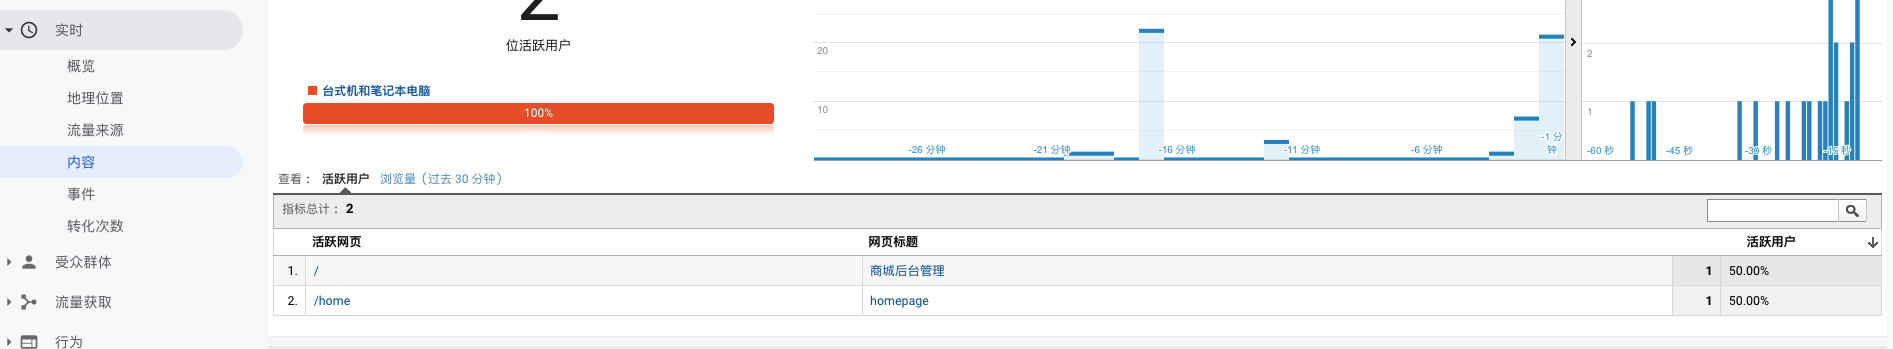 实时
概览
地理位置
流量来源
内容
事件
转化次数
受众群体
流量获取
行为
2
位活跃用户
台式机和笔记本电脑
100%
20
10
-26 分钟
-21 分钟
-16 分钟
-11 分钟
-6 分钟
-1 分
钟
2
1
-60 秒
-45 秒
-30 秒
-15 秒
查看： 活跃用户 浏览量（过去 30 分钟）
指标总计： 2
活跃网页 网页标题 活跃用户
1. / 商城后台管理 1 50.00%
2. /home homepage 1 50.00%